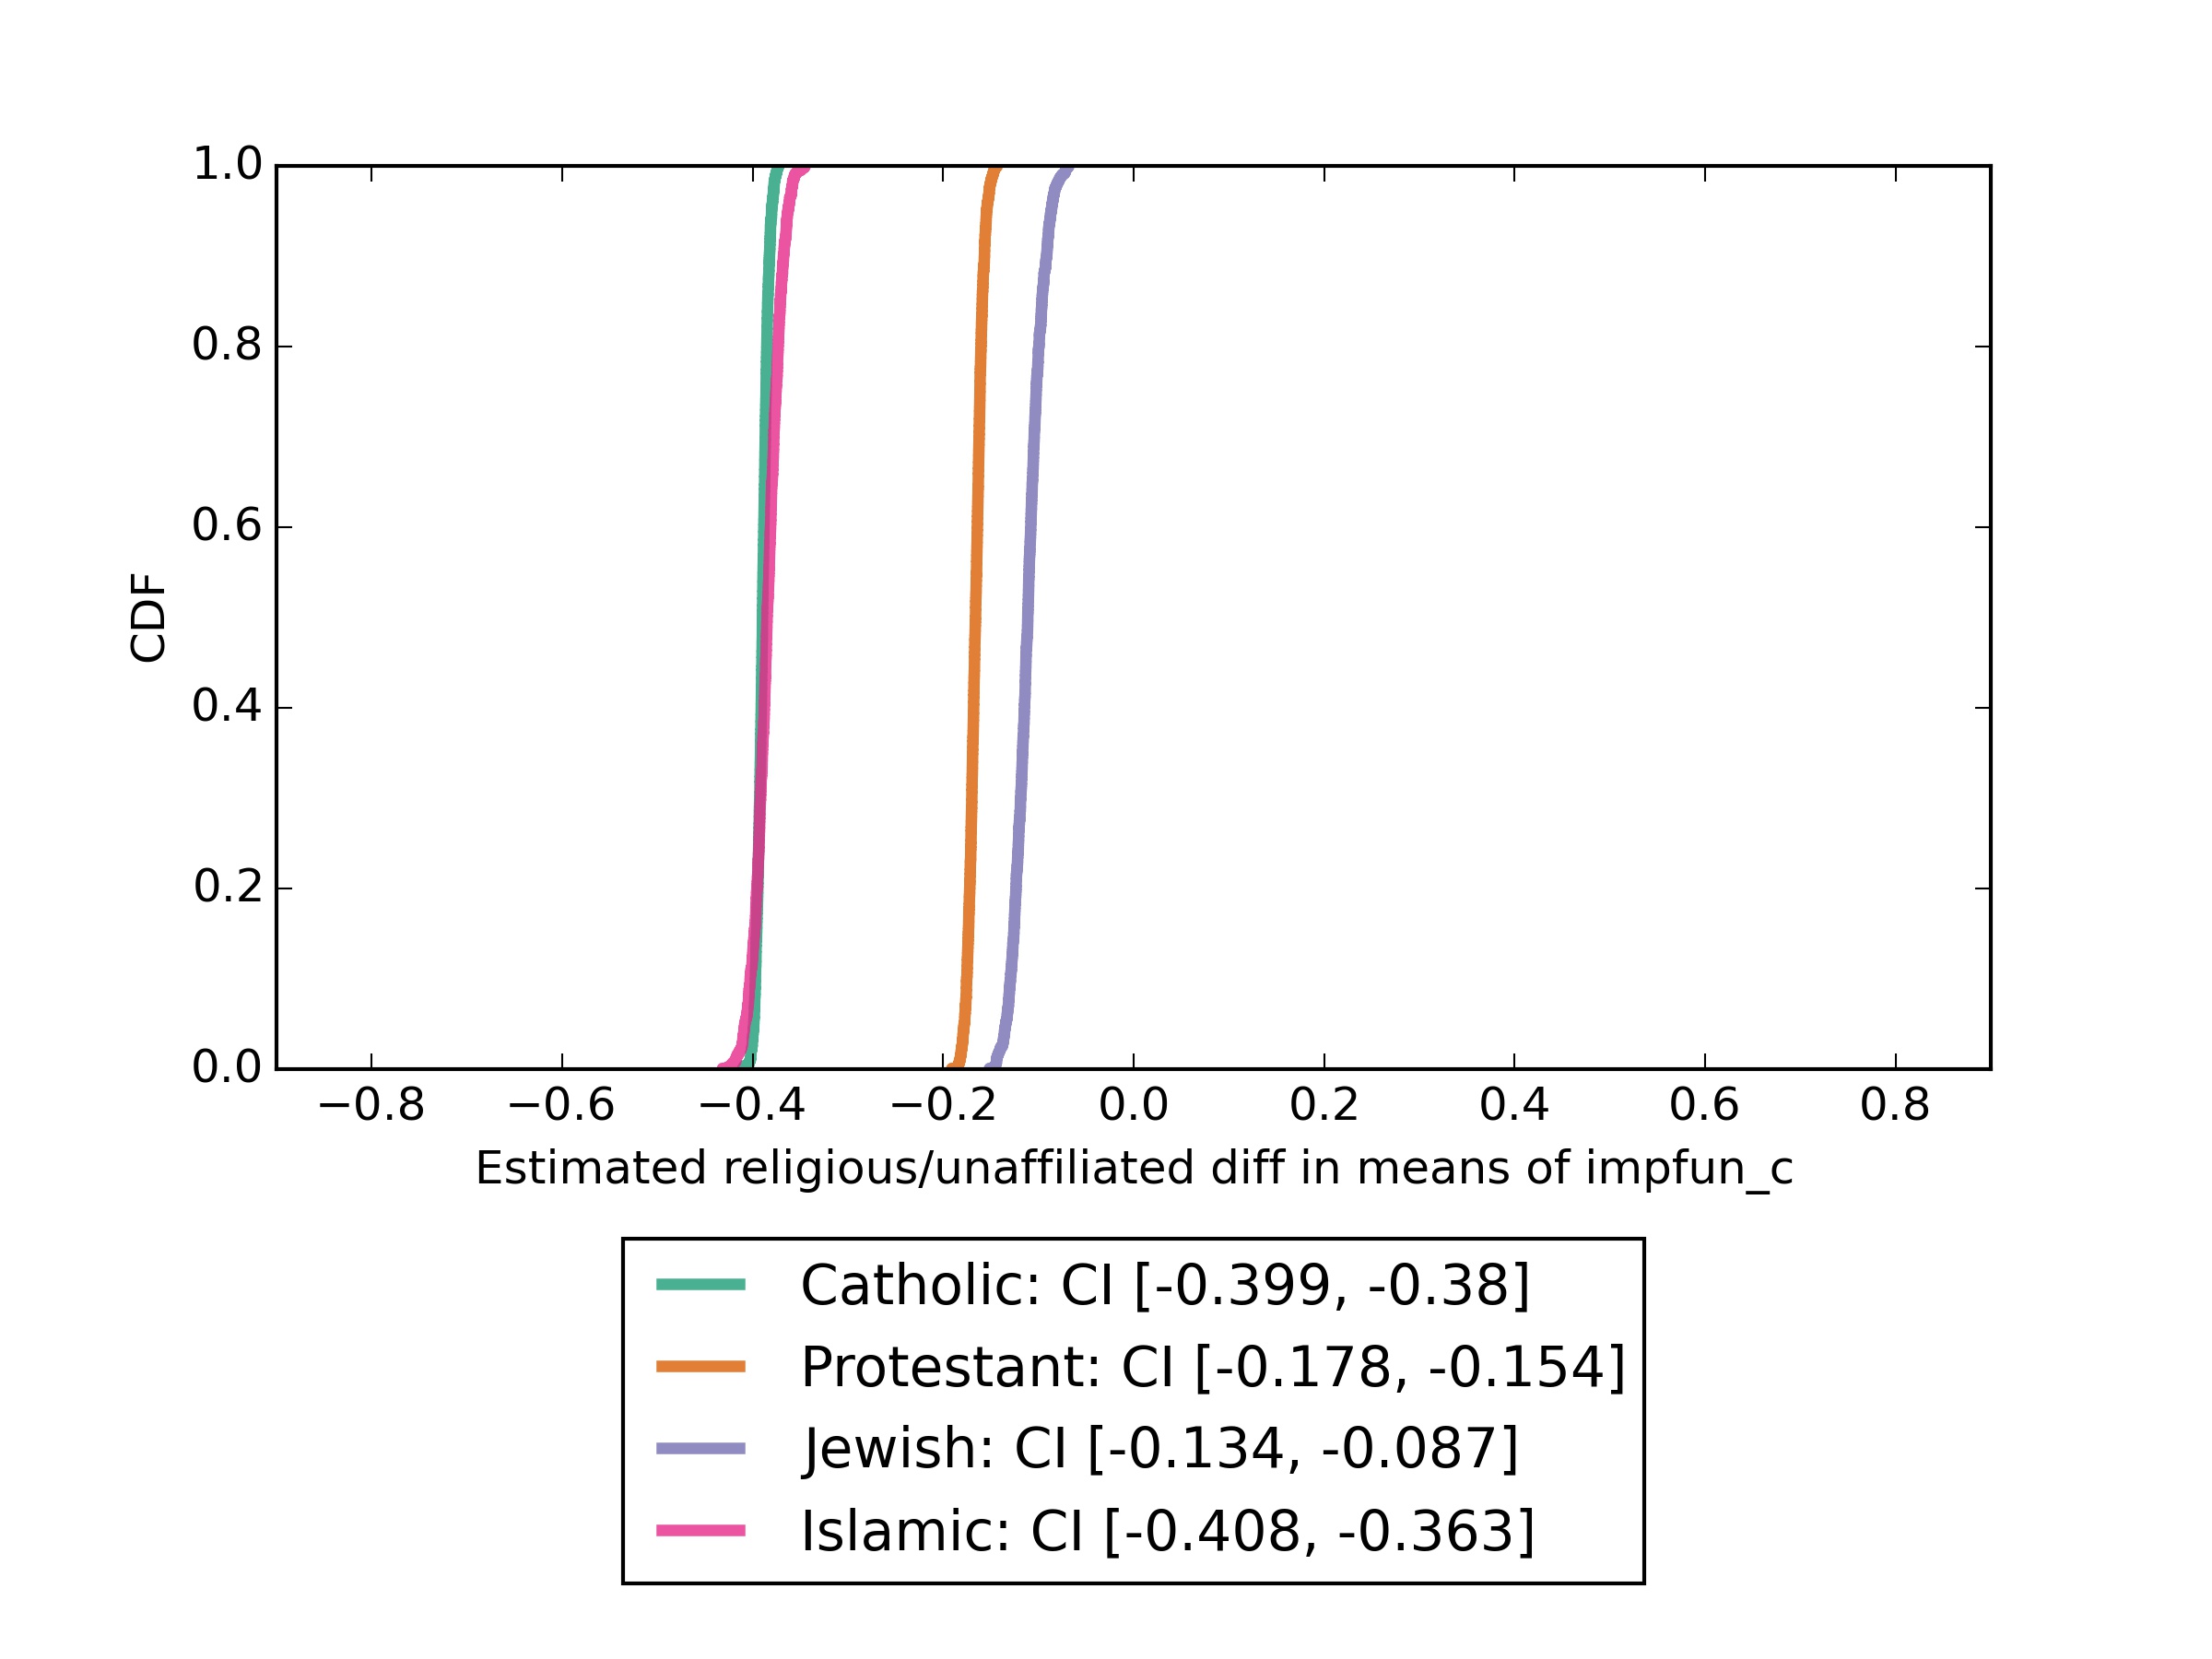 1.0
0.8
0.6
0.4
0.2
0.0
CDF
−0.8 −0.6 −0.4 −0.2 0.0 0.2 0.4 0.6 0.8
Estimated religious/unaffiliated diff in means of impfun_c
Catholic: CI [-0.399, -0.38]
Protestant: CI [-0.178, -0.154]
Jewish: CI [-0.134, -0.087]
Islamic: CI [-0.408, -0.363]